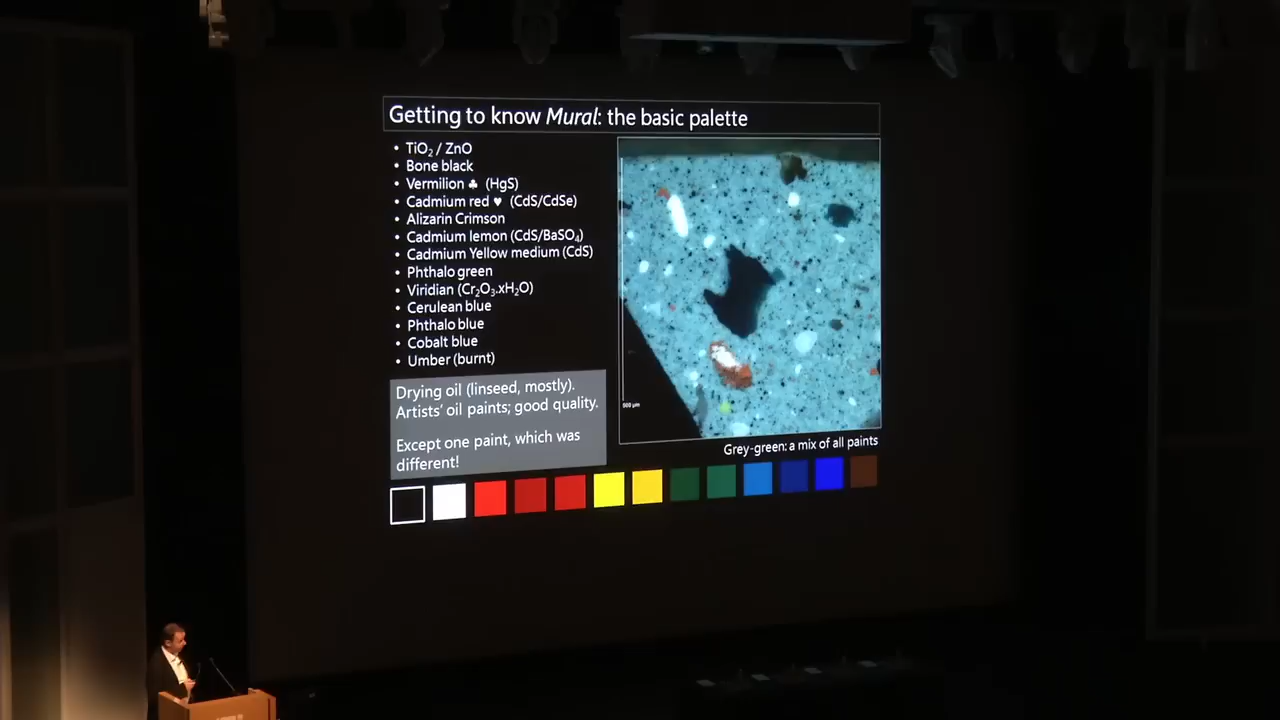 Getting to know Mural: the basic palette
• TiO₂ / ZnO
• Bone black
• Vermilion ♣ (HgS)
• Cadmium red ♥ (CdS/CdSe)
• Alizarin Crimson
• Cadmium lemon (CdS/BaSO₄)
• Cadmium Yellow medium (CdS)
• Phthalo green
• Viridian (Cr₂O₃.xH₂O)
• Cerulean blue
• Phthalo blue
• Cobalt blue
• Umber (burnt)
Drying oil (linseed, mostly).
Artists' oil paints; good quality.
Except one paint, which was
different!
500 µm
Grey-green: a mix of all paints